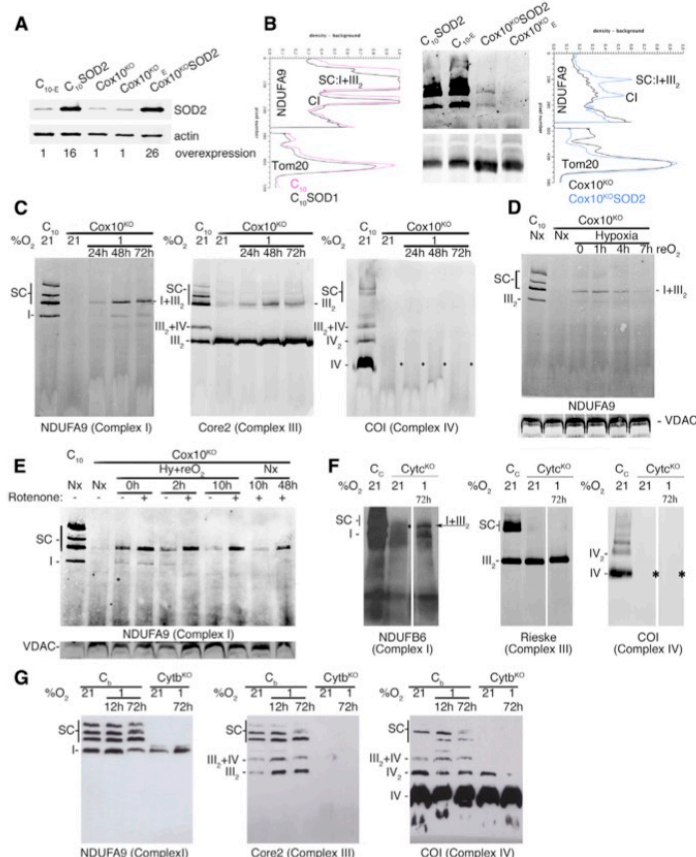 A
C10-E
C10SOD2
Cox10KO
Cox10KO E
Cox10KOSOD2
SOD2
actin
1 16 1 1 26 overexpression
B
density - background
NDUFA9
SC:I+III2
CI
Tom20
C10
C10SOD1
C10SOD2
C10-E
Cox10KOSOD2
Cox10KO E
density - background
NDUFA9
SC:I+III2
CI
Tom20
Cox10KO
Cox10KOSOD2
C
C10 Cox10KO
%O2 21 21 1
24h 48h 72h
SC
I+III2
I-
NDUFA9 (Complex I)
C10 Cox10KO
%O2 21 21 1
24h 48h 72h
SC
III2
III2+IV
III2
Core2 (Complex III)
C10 Cox10KO
%O2 21 21 1
24h 48h 72h
SC
III2+IV
IV2
IV
COI (Complex IV)
D
C10 Cox10KO
Nx Nx Hypoxia
0 1h 4h 7h reO2
SC
III2
I+III2
NDUFA9
- VDAC
E
C10 Cox10KO
Hy+reO2 Nx
Nx Nx 0h 2h 10h 10h 48h
Rotenone: - - - + - + - + + +
SC
I
NDUFA9 (Complex I)
VDAC-
F
CC CytcKO
%O2 21 21 1
72h
SC
I
I+III2
NDUFB6
(Complex I)
CC CytcKO
%O2 21 21 1
72h
SC
III2
Rieske
(Complex III)
CC CytcKO
%O2 21 21 1
72h
IV2
IV
* *
COI
(Complex IV)
G
Cb CytbKO
%O2 21 1 21 1
12h 72h 72h
SC
I-
NDUFA9 (ComplexI)
Cb CytbKO
%O2 21 1 21 1
12h 72h 72h
SC
III2+IV
III2
Core2 (Complex III)
Cb CytbKO
%O2 21 1 21 1
12h 72h 72h
SC
III2+IV
IV2
IV
COI (Complex IV)